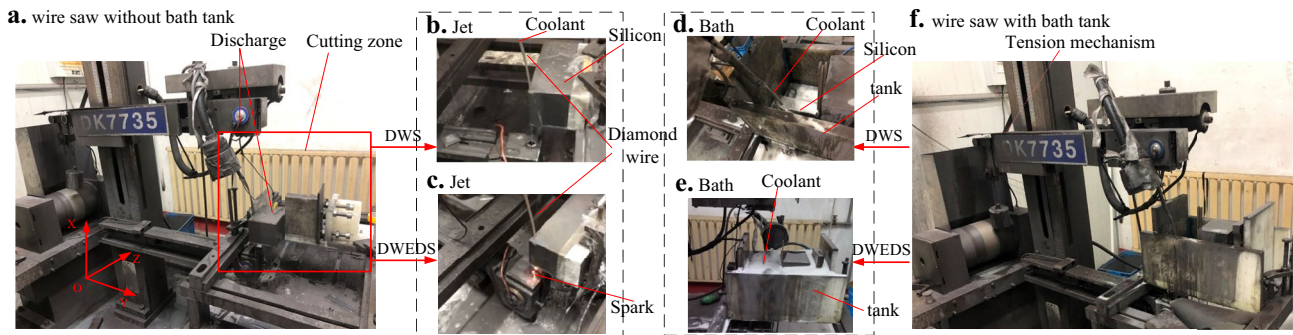 a. wire saw without bath tank
Discharge
Cutting zone
DK7735
X
Z
O
DWS
DWEDS
b. Jet
Coolant
Silicon
Diamond
wire
c. Jet
Spark
d. Bath
Coolant
Silicon
tank
DWS
e. Bath
Coolant
DWEDS
tank
f. wire saw with bath tank
Tension mechanism
DK7735